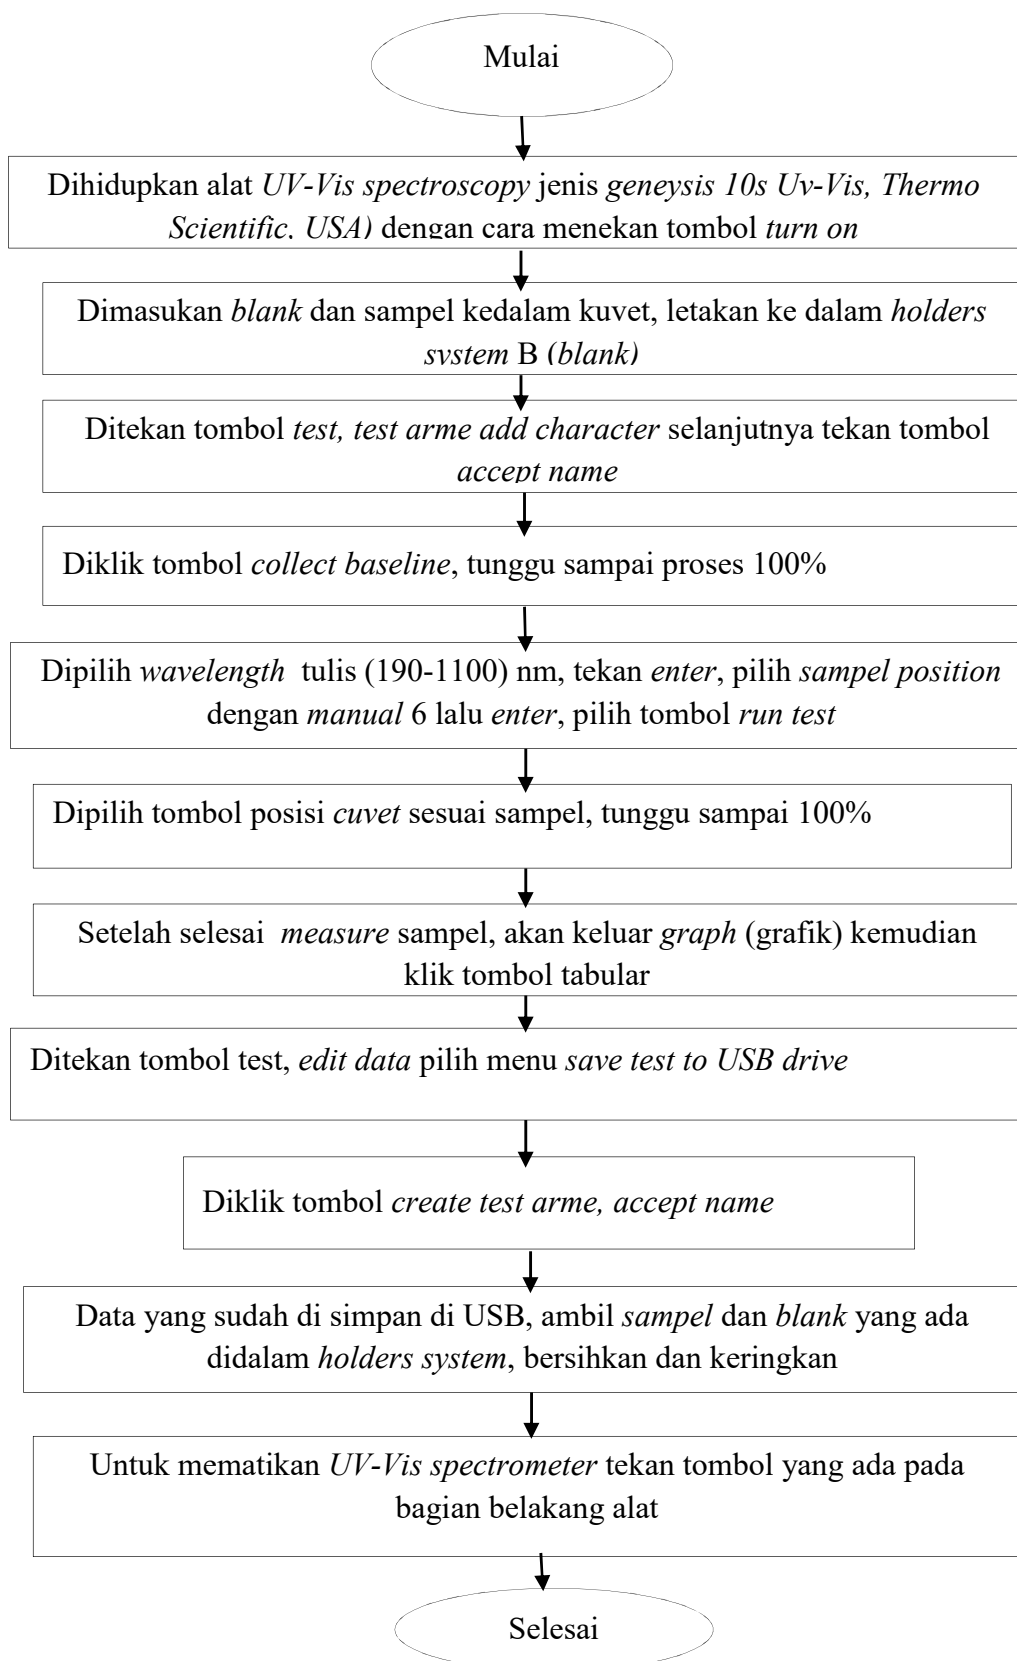 Mulai
Dihidupkan alat UV-Vis spectroscopy jenis geneysis 10s Uv-Vis, Thermo
Scientific, USA) dengan cara menekan tombol turn on
Dimasukan blank dan sampel kedalam kuvet, letakan ke dalam holders
system B (blank)
Ditekan tombol test, test arme add character selanjutnya tekan tombol
accept name
Diklik tombol collect baseline, tunggu sampai proses 100%
Dipilih wavelength tulis (190-1100) nm, tekan enter, pilih sampel position
dengan manual 6 lalu enter, pilih tombol run test
Dipilih tombol posisi cuvet sesuai sampel, tunggu sampai 100%
Setelah selesai measure sampel, akan keluar graph (grafik) kemudian
klik tombol tabular
Ditekan tombol test, edit data pilih menu save test to USB drive
Diklik tombol create test arme, accept name
Data yang sudah di simpan di USB, ambil sampel dan blank yang ada
didalam holders system, bersihkan dan keringkan
Untuk mematikan UV-Vis spectrometer tekan tombol yang ada pada
bagian belakang alat
Selesai